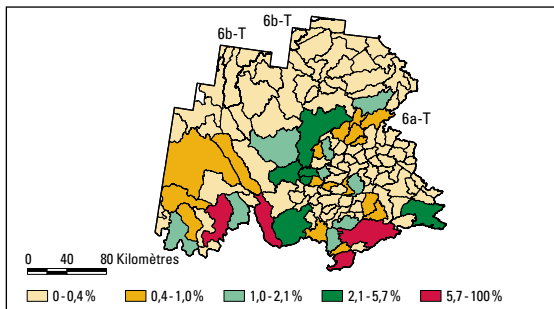 6b-T
6b-T
6a-T
0 40 80 Kilomètres
0 - 0,4 % 0,4 - 1,0 % 1,0 - 2,1 % 2,1 - 5,7 % 5,7 - 100 %